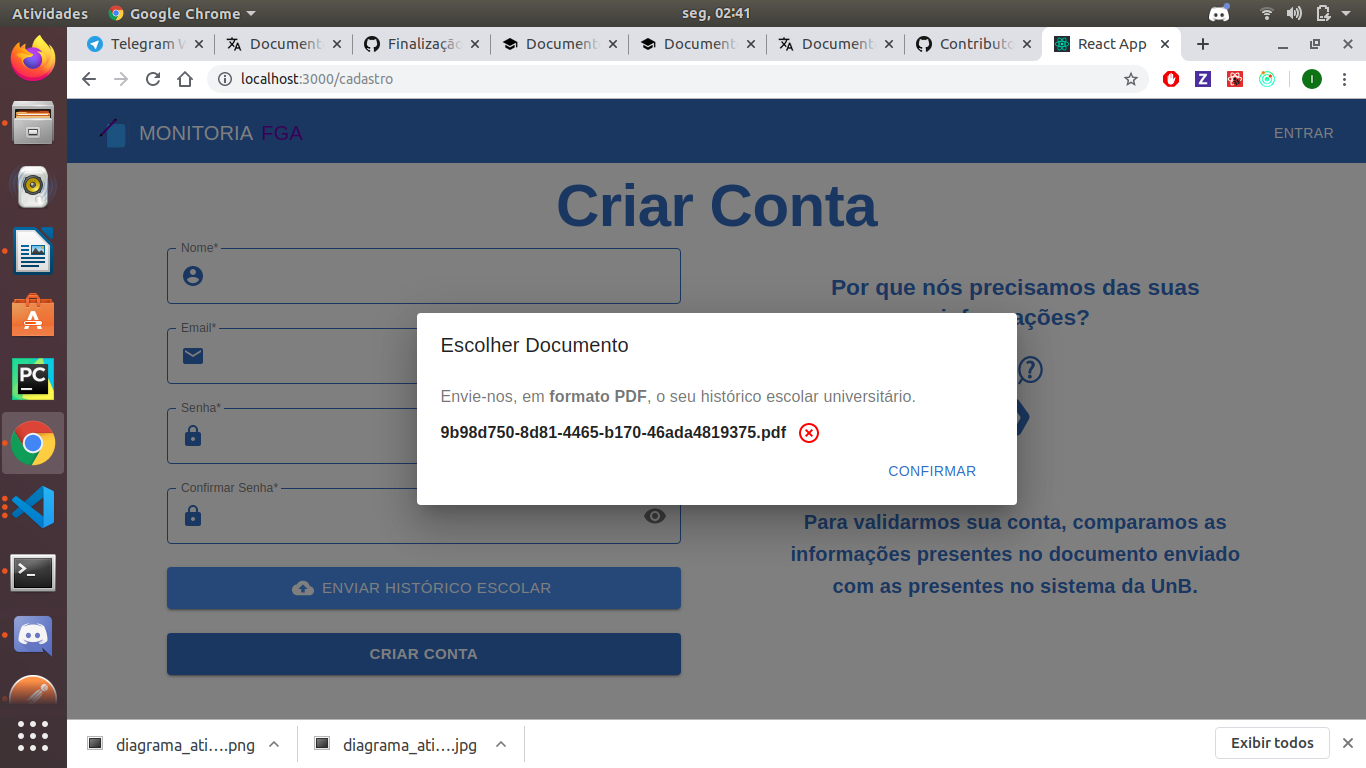 Atividades
Google Chrome
seg, 02:41
Telegram W
Document
Finalização
Document
Document
Document
Contributo
React App
localhost:3000/cadastro
Z
I
MONITORIA FGA
ENTRAR
Criar Conta
Nome*
Email*
Senha*
Confirmar Senha*
ENVIAR HISTÓRICO ESCOLAR
CRIAR CONTA
Por que nós precisamos das suas
Escolher Documento
Envie-nos, em formato PDF, o seu histórico escolar universitário.
9b98d750-8d81-4465-b170-46ada4819375.pdf
CONFIRMAR
Para validarmos sua conta, comparamos as
informações presentes no documento enviado
com as presentes no sistema da UnB.
PC
A
diagrama_ati....png
diagrama_ati....jpg
Exibir todos